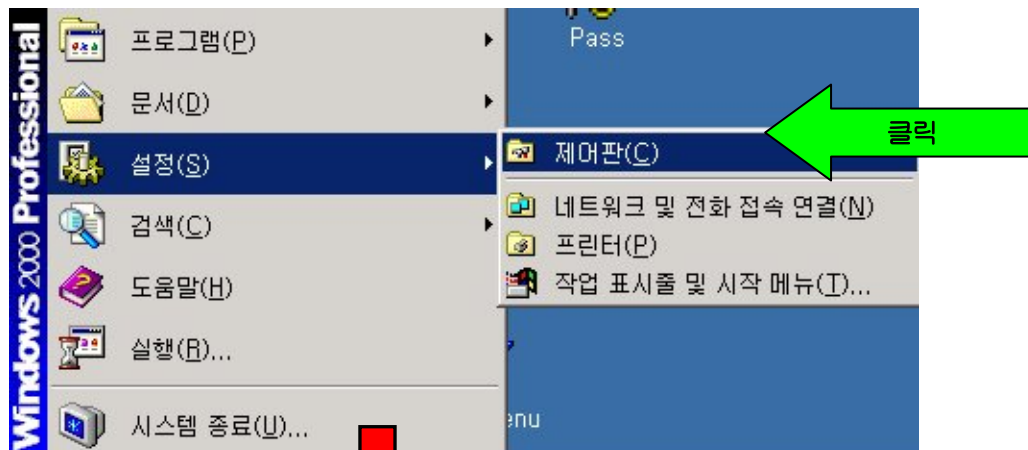 Windows 2000 Professional
프로그램(P)
문서(D)
설정(S)
검색(C)
도움말(H)
실행(R)...
시스템 종료(U)...
Pass
제어판(C)
네트워크 및 전화 접속 연결(N)
프린터(P)
작업 표시줄 및 시작 메뉴(T)...
클릭
enu